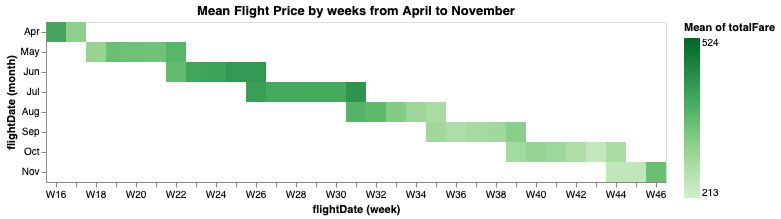 Mean Flight Price by weeks from April to November
Mean of totalFare
524
213
flightDate (month)
Apr
May
Jun
Jul
Aug
Sep
Oct
Nov
W16 W18 W20 W22 W24 W26 W28 W30 W32 W34 W36 W38 W40 W42 W44 W46
flightDate (week)